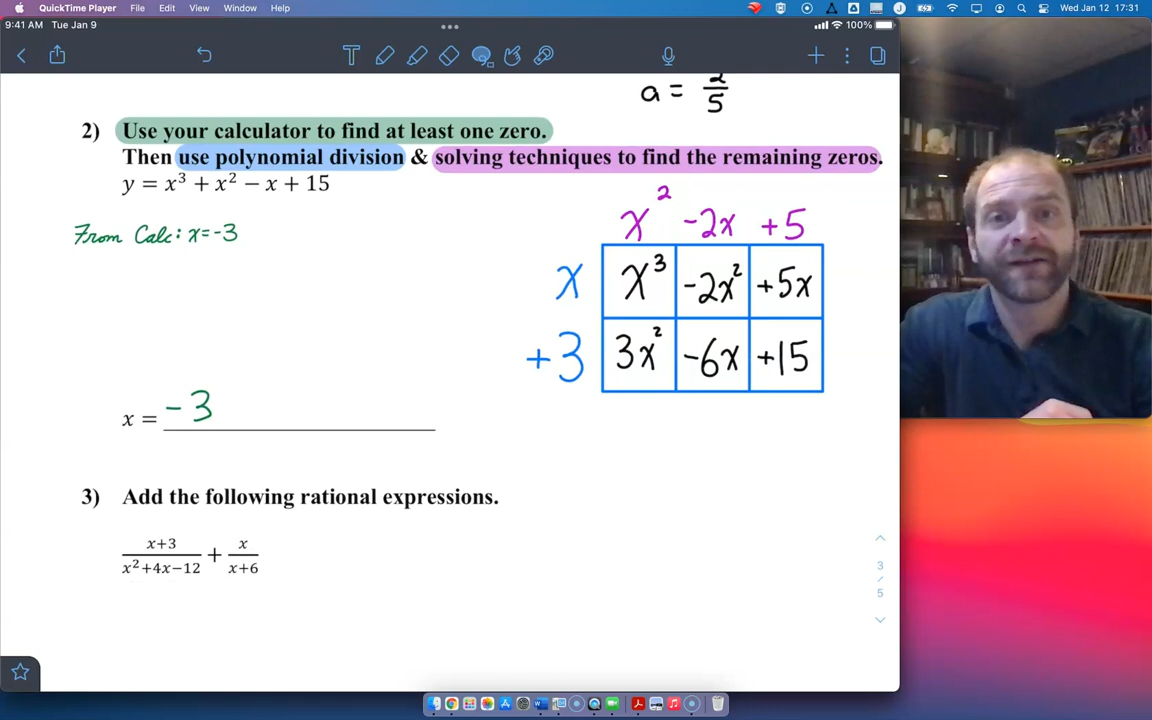 QuickTime Player File Edit View Window Help Wed Jan 12 17:31
9:41 AM Tue Jan 9 100%
a = 2/5
2) Use your calculator to find at least one zero.
Then use polynomial division & solving techniques to find the remaining zeros.
y = x³ + x² − x + 15
From Calc: x=-3
x² -2x +5
x x³ -2x² +5x
+3 3x² -6x +15
x = -3
3) Add the following rational expressions.
x+3/x²+4x−12 + x/x+6
3
/
5